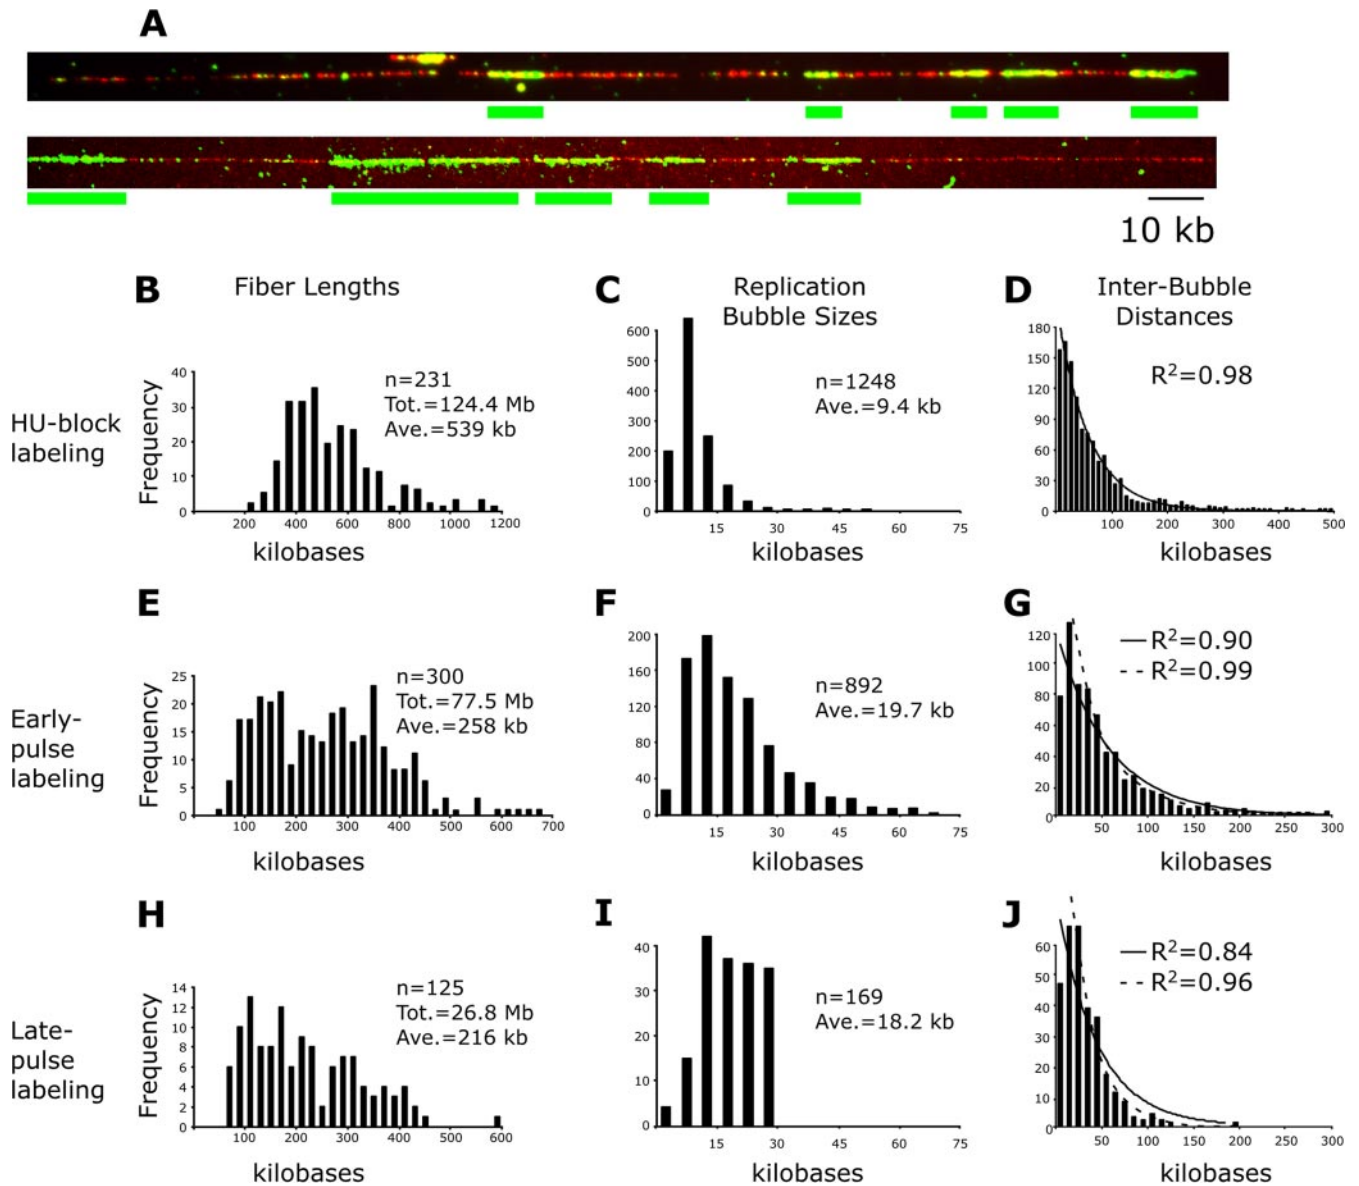 A
10 kb
B
Fiber Lengths
C
Replication
Bubble Sizes
D
Inter-Bubble
Distances
HU-block
labeling
Frequency
40
30
20
10
0
200
400
600
800
1000
1200
kilobases
n=231
Tot.=124.4 Mb
Ave.=539 kb
600
500
400
300
200
100
0
15
30
45
60
75
kilobases
n=1248
Ave.=9.4 kb
180
150
120
90
60
30
0
100
200
300
400
500
kilobases
R²=0.98
E
F
G
Early-
pulse
labeling
Frequency
25
20
15
10
5
0
100
200
300
400
500
600
700
kilobases
n=300
Tot.=77.5 Mb
Ave.=258 kb
200
160
120
80
40
0
15
30
45
60
75
kilobases
n=892
Ave.=19.7 kb
120
100
80
60
40
20
0
50
100
150
200
250
300
kilobases
R²=0.90
R²=0.99
H
I
J
Late-
pulse
labeling
Frequency
14
12
10
8
6
4
2
0
100
200
300
400
500
600
kilobases
n=125
Tot.=26.8 Mb
Ave.=216 kb
40
30
20
10
0
15
30
45
60
75
kilobases
n=169
Ave.=18.2 kb
60
50
40
30
20
10
0
50
100
150
200
250
300
kilobases
R²=0.84
R²=0.96